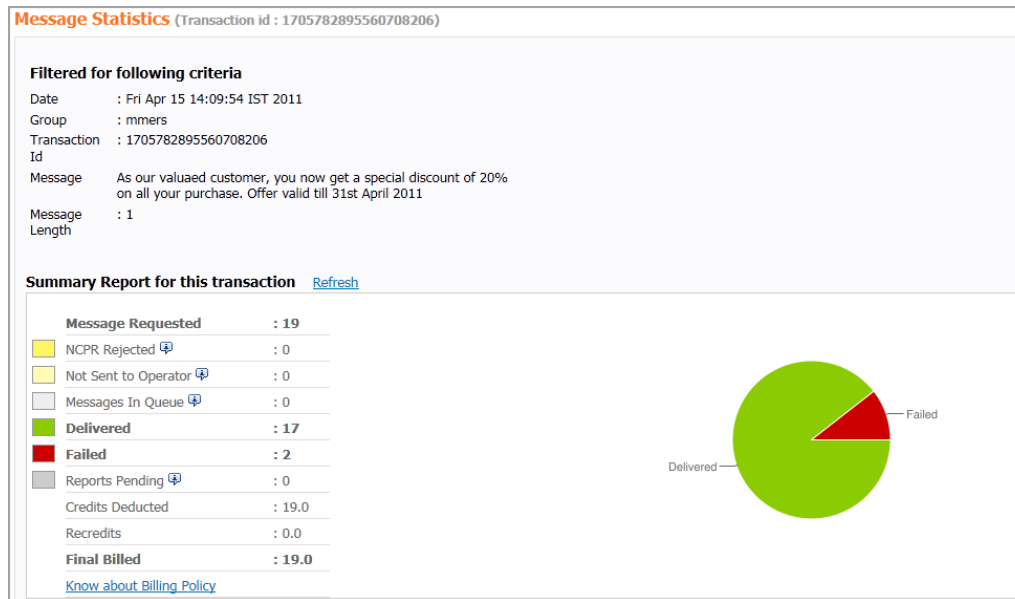 Message Statistics (Transaction id : 1705782895560708206)
Filtered for following criteria
Date : Fri Apr 15 14:09:54 IST 2011
Group : mmers
Transaction : 1705782895560708206
Id
Message As our valuaed customer, you now get a special discount of 20%
on all your purchase. Offer valid till 31st April 2011
Message : 1
Length
Summary Report for this transaction Refresh
Message Requested : 19
NCPR Rejected : 0
Not Sent to Operator : 0
Messages In Queue : 0
Delivered : 17
Failed : 2
Reports Pending : 0
Credits Deducted : 19.0
Recredits : 0.0
Final Billed : 19.0
Know about Billing Policy
Failed
Delivered